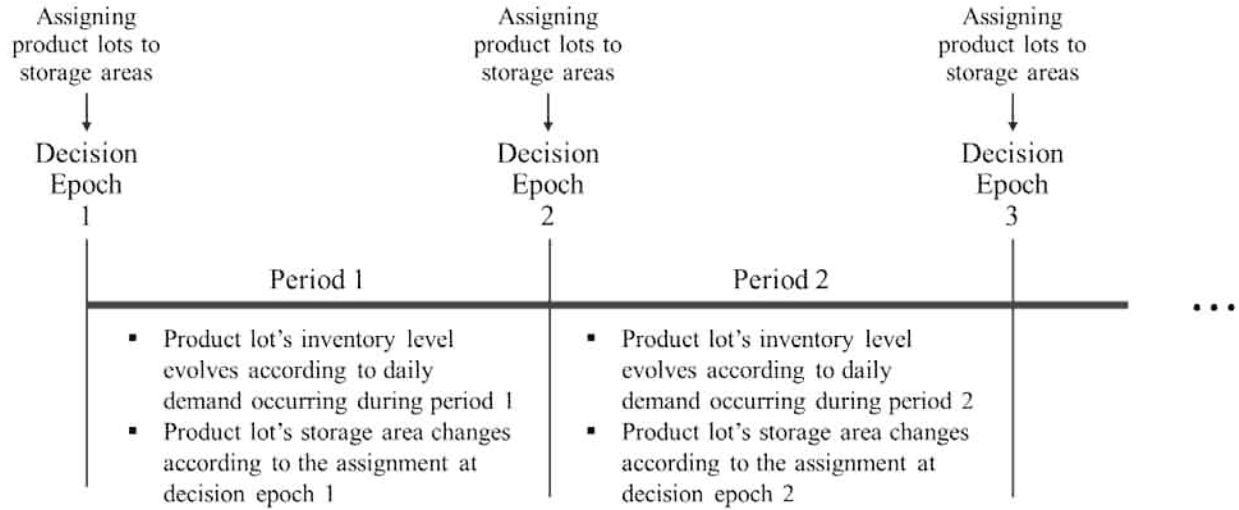 Assigning
product lots to
storage areas
Decision
Epoch
1
Assigning
product lots to
storage areas
Decision
Epoch
2
Assigning
product lots to
storage areas
Decision
Epoch
3
Period 1
Period 2
▪ Product lot's inventory level
evolves according to daily
demand occurring during period 1
▪ Product lot's storage area changes
according to the assignment at
decision epoch 1
▪ Product lot's inventory level
evolves according to daily
demand occurring during period 2
▪ Product lot's storage area changes
according to the assignment at
decision epoch 2
...